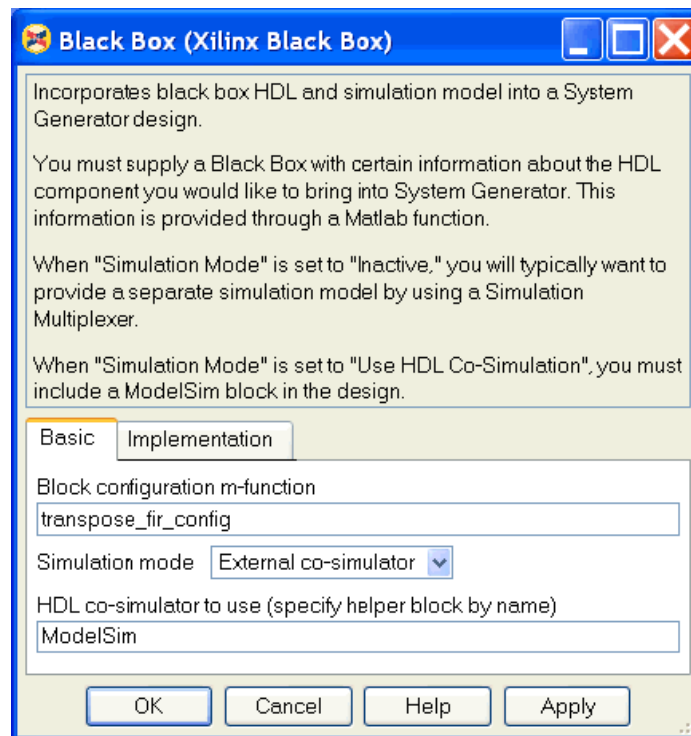 Black Box (Xilinx Black Box)
Incorporates black box HDL and simulation model into a System
Generator design.
You must supply a Black Box with certain information about the HDL
component you would like to bring into System Generator. This
information is provided through a Matlab function.
When "Simulation Mode" is set to "Inactive," you will typically want to
provide a separate simulation model by using a Simulation
Multiplexer.
When "Simulation Mode" is set to "Use HDL Co-Simulation", you must
include a ModelSim block in the design.
Basic Implementation
Block configuration m-function
transpose_fir_config
Simulation mode External co-simulator
HDL co-simulator to use (specify helper block by name)
ModelSim
OK Cancel Help Apply